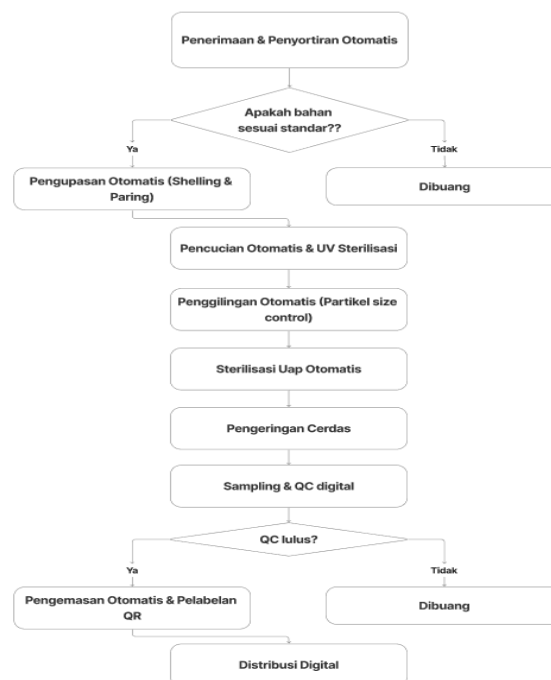 Penerimaan & Penyortiran Otomatis
Apakah bahan
sesuai standar??
Ya
Tidak
Pengupasan Otomatis (Shelling &
Paring)
Dibuang
Pencucian Otomatis & UV Sterilisasi
Penggilingan Otomatis (Partikel size
control)
Sterilisasi Uap Otomatis
Pengeringan Cerdas
Sampling & QC digital
QC lulus?
Ya
Tidak
Pengemasan Otomatis & Pelabelan
QR
Dibuang
Distribusi Digital